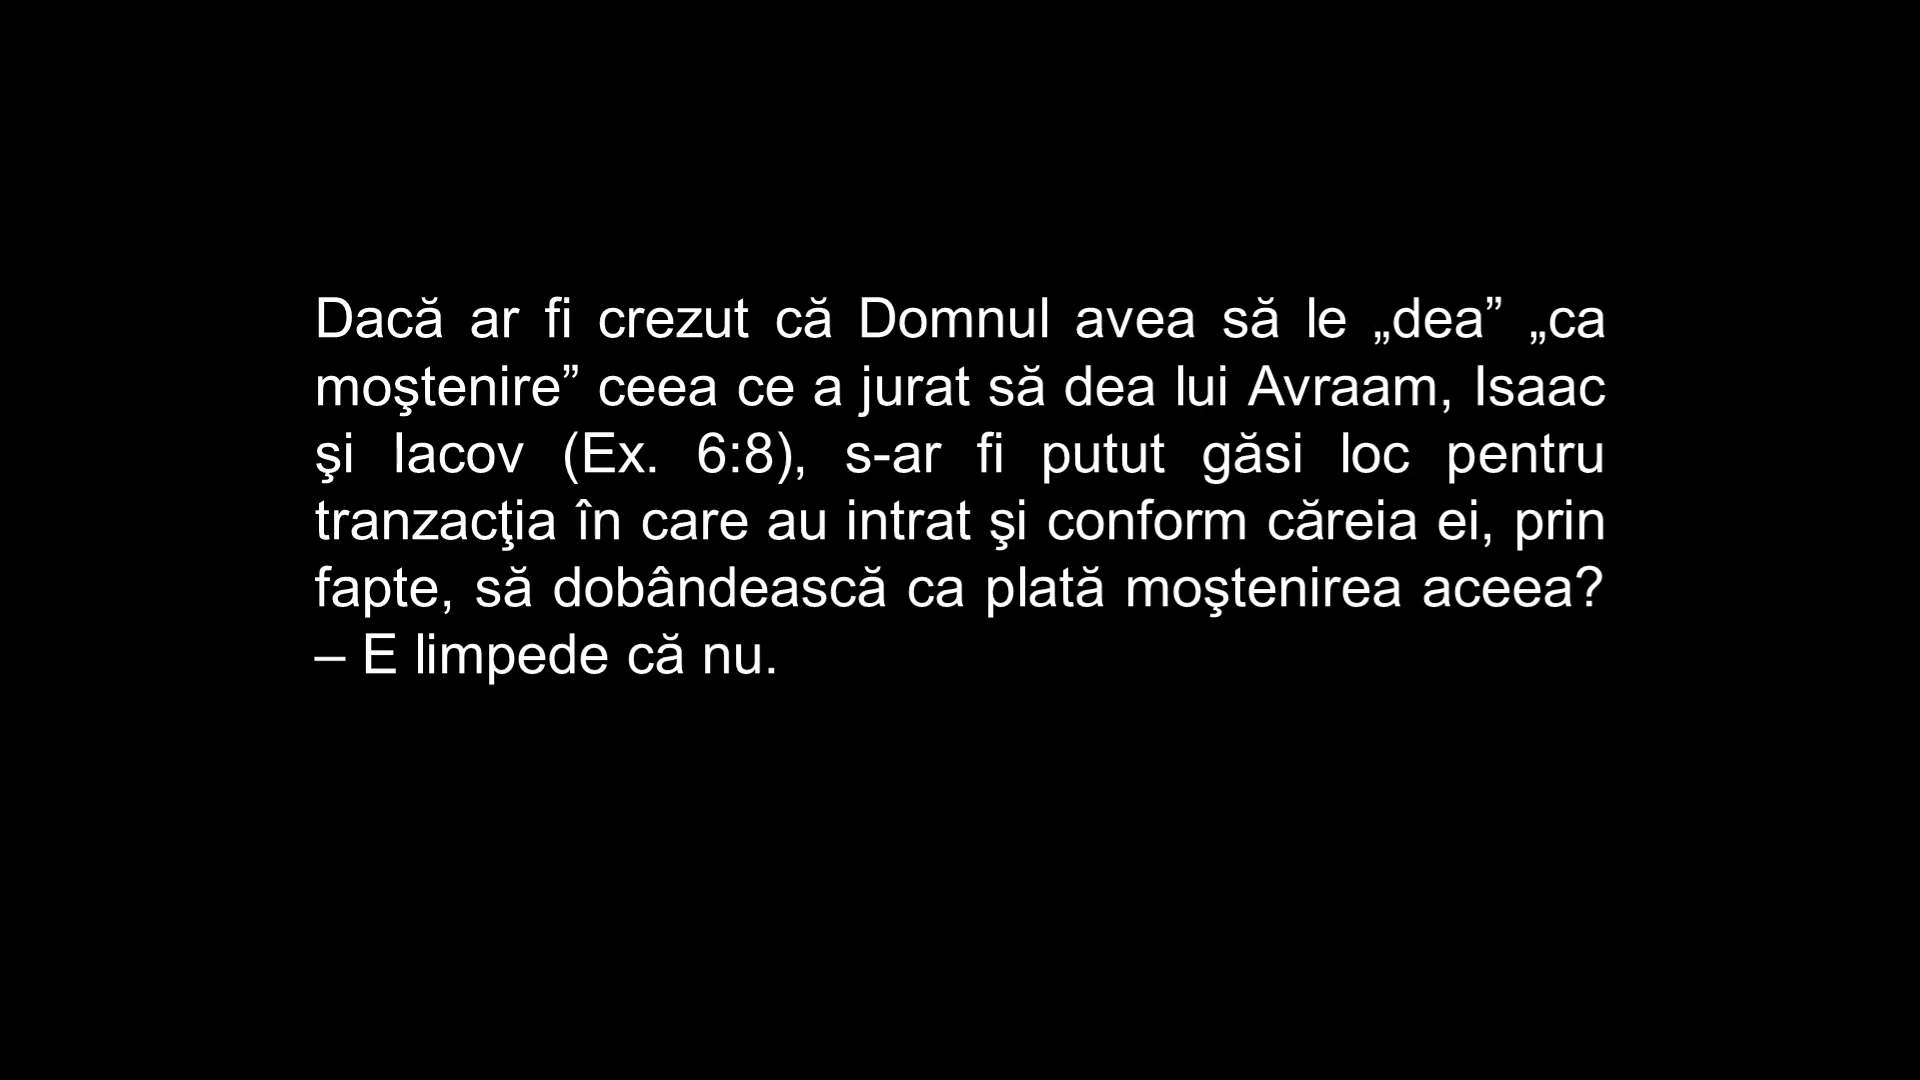 Dacă ar fi crezut că Domnul avea să le „dea” „ca
moştenire” ceea ce a jurat să dea lui Avraam, Isaac
şi Iacov (Ex. 6:8), s-ar fi putut găsi loc pentru
tranzacţia în care au intrat şi conform căreia ei, prin
fapte, să dobândească ca plată moştenirea aceea?
– E limpede că nu.